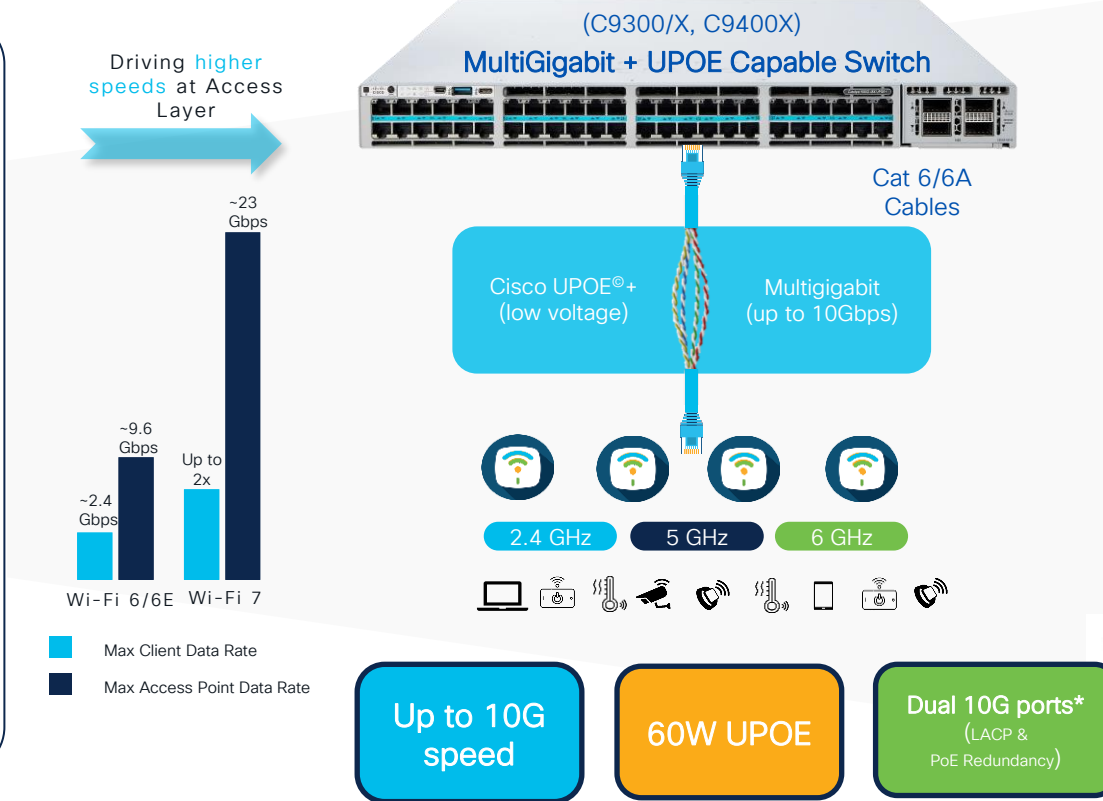 Driving higher
speeds at Access
Layer
(C9300/X, C9400X)
MultiGigabit + UPOE Capable Switch
Cat 6/6A
Cables
Cisco UPOE©+
(low voltage)
Multigigabit
(up to 10Gbps)
~23
Gbps
~9.6
Gbps
Up to
2x
~2.4
Gbps
Wi-Fi 6/6E
Wi-Fi 7
Max Client Data Rate
Max Access Point Data Rate
2.4 GHz
5 GHz
6 GHz
Up to 10G
speed
60W UPOE
Dual 10G ports*
(LACP &
PoE Redundancy)